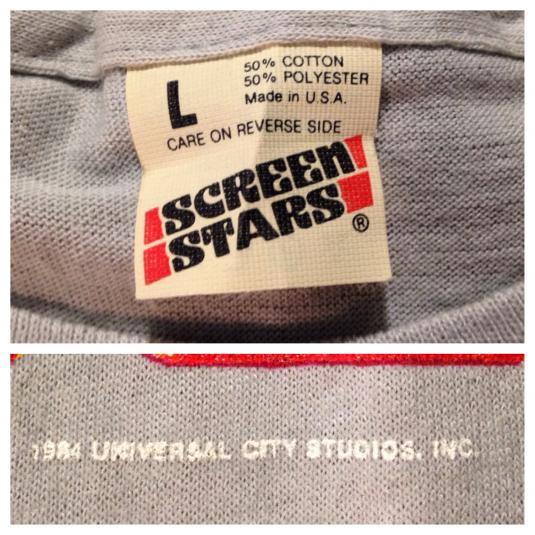 L
50% COTTON
50% POLYESTER
Made in U.S.A.
CARE ON REVERSE SIDE
SCREEN
STARS
®
1984 UNIVERSAL CITY STUDIOS, INC.